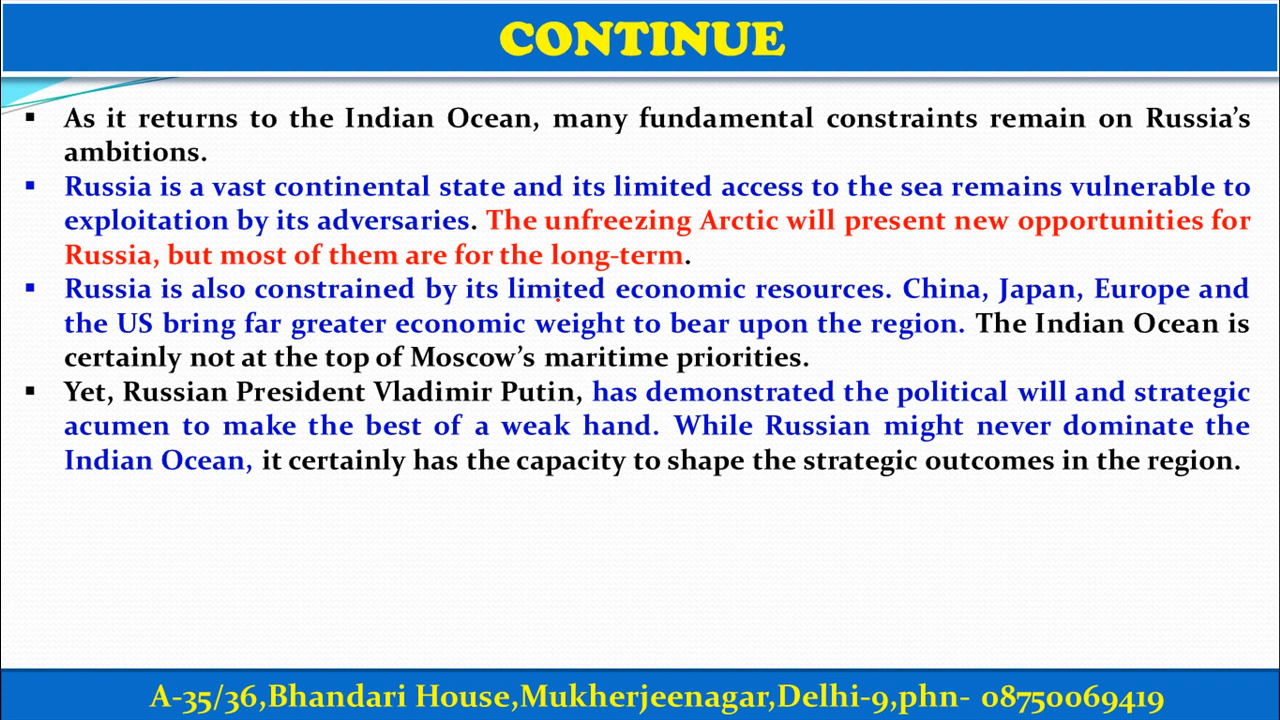 CONTINUE
▪ As it returns to the Indian Ocean, many fundamental constraints remain on Russia’s
ambitions.
▪ Russia is a vast continental state and its limited access to the sea remains vulnerable to
exploitation by its adversaries. The unfreezing Arctic will present new opportunities for
Russia, but most of them are for the long-term.
▪ Russia is also constrained by its limited economic resources. China, Japan, Europe and
the US bring far greater economic weight to bear upon the region. The Indian Ocean is
certainly not at the top of Moscow’s maritime priorities.
▪ Yet, Russian President Vladimir Putin, has demonstrated the political will and strategic
acumen to make the best of a weak hand. While Russian might never dominate the
Indian Ocean, it certainly has the capacity to shape the strategic outcomes in the region.
A-35/36,Bhandari House,Mukherjeenagar,Delhi-9,phn- 08750069419